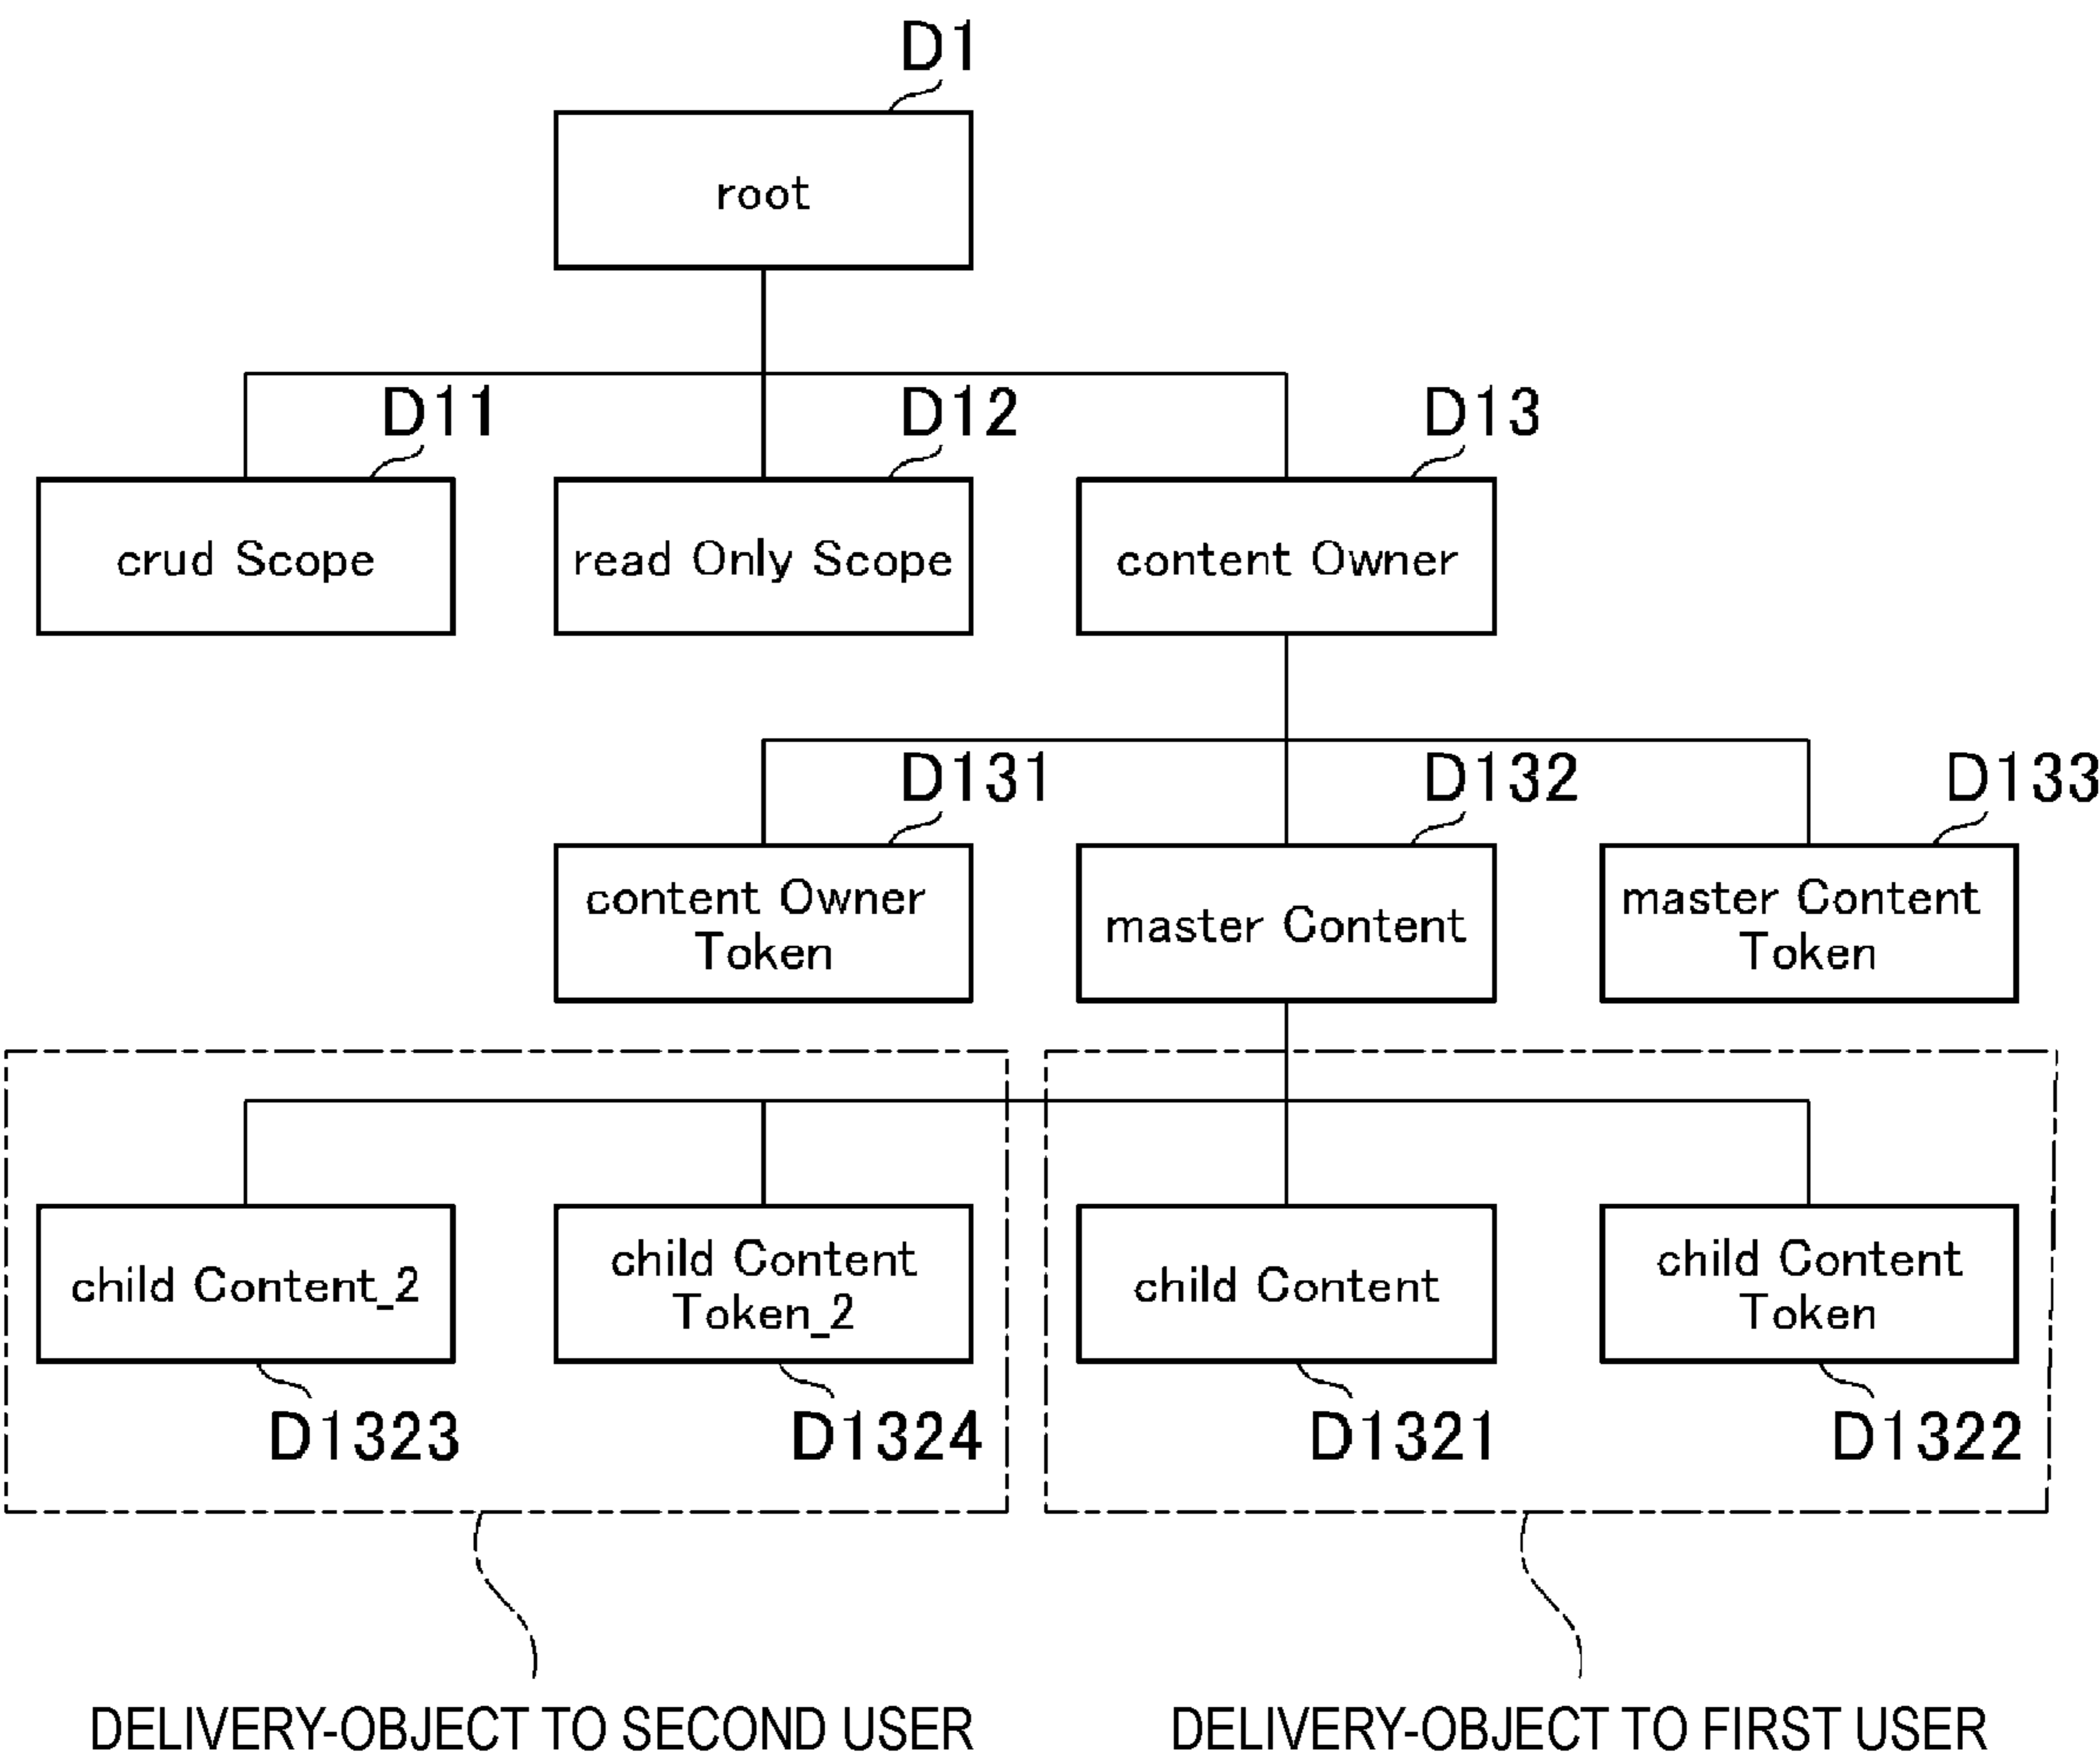 D1
root
D11
D12
D13
crud Scope
read Only Scope
content Owner
D131
D132
D133
content Owner
Token
master Content
master Content
Token
child Content_2
child Content
Token_2
child Content
child Content
Token
D1323
D1324
D1321
D1322
DELIVERY-OBJECT TO SECOND USER
DELIVERY-OBJECT TO FIRST USER